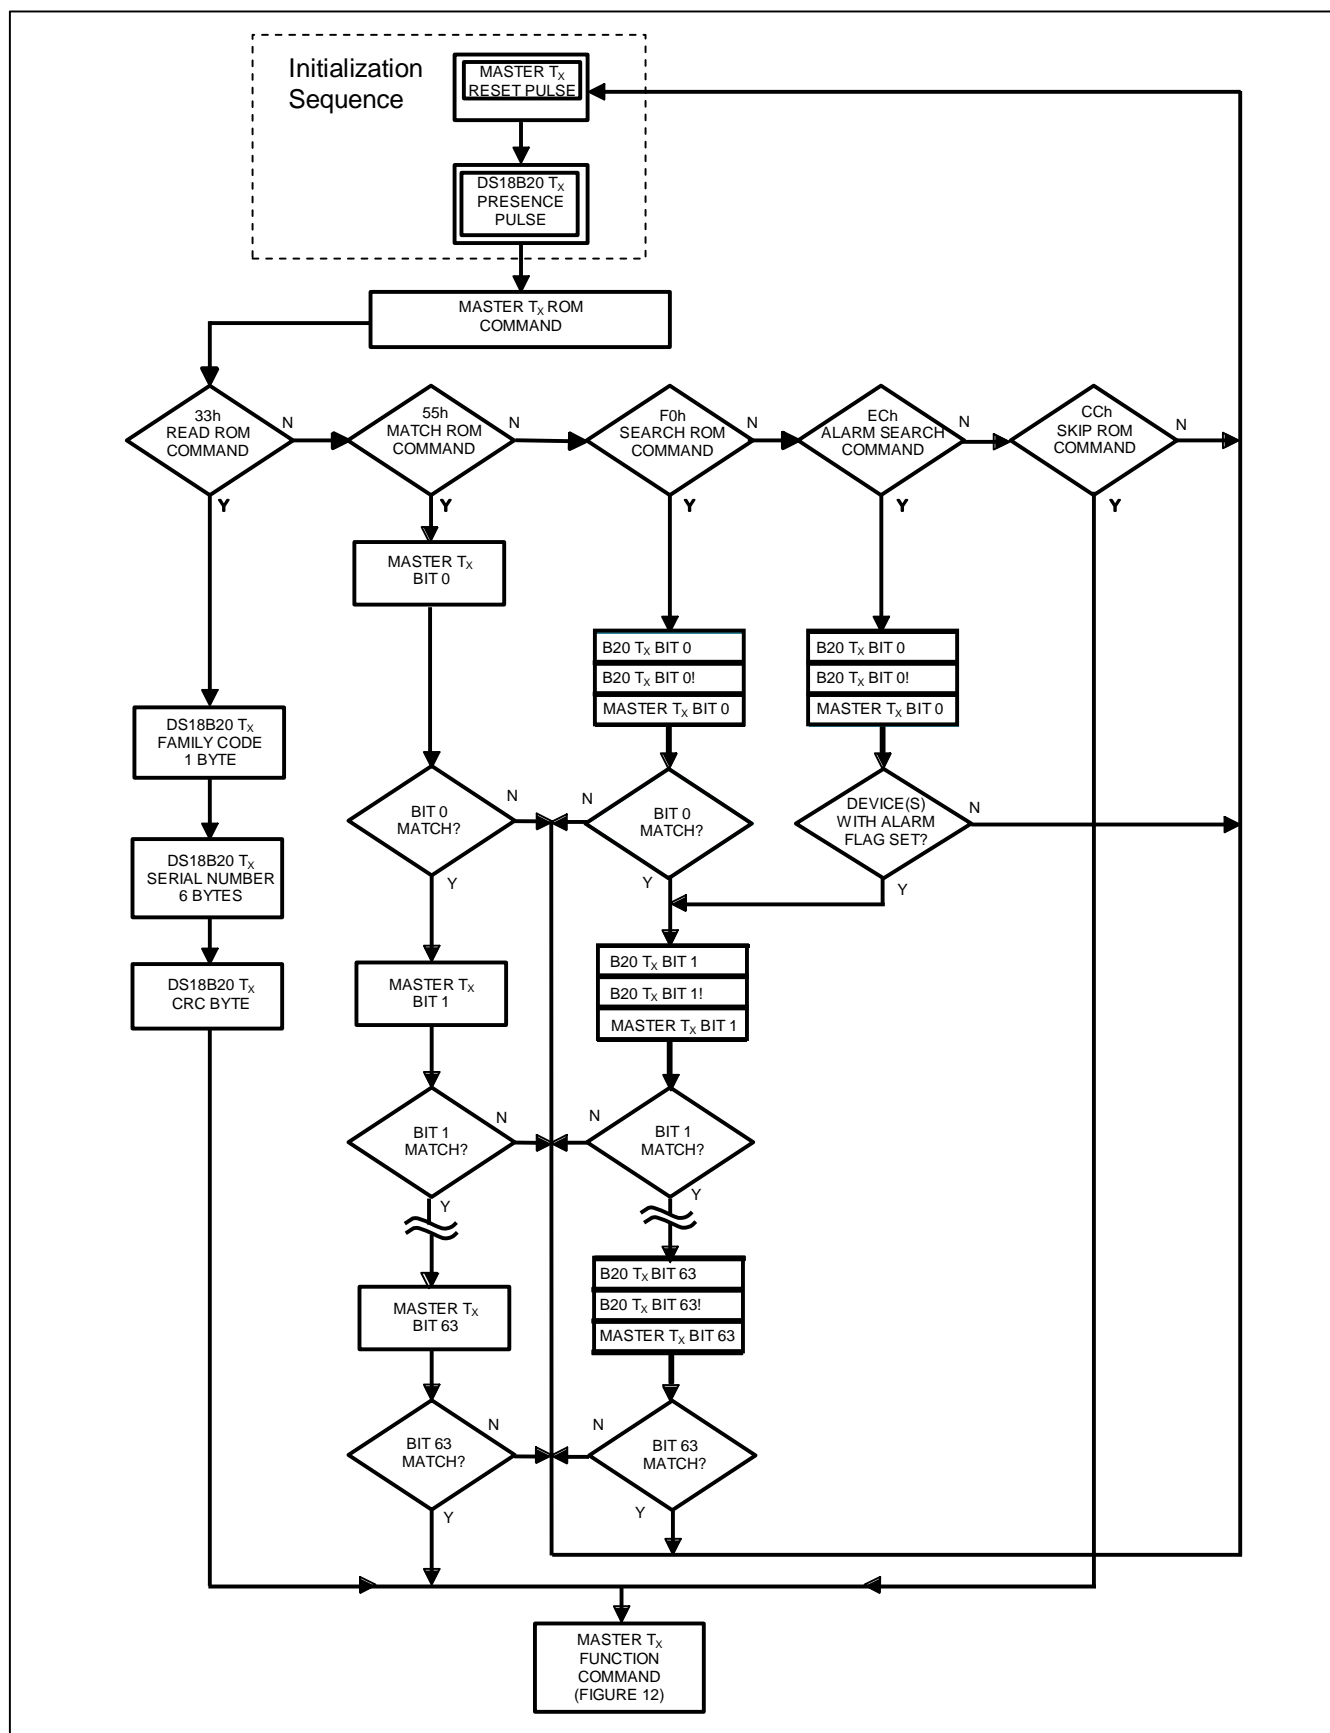 Initialization
Sequence
MASTER TX
RESET PULSE
DS18B20 TX
PRESENCE
PULSE
MASTER TX ROM
COMMAND
33h
READ ROM
COMMAND
N
Y
55h
MATCH ROM
COMMAND
N
Y
F0h
SEARCH ROM
COMMAND
N
Y
ECh
ALARM SEARCH
COMMAND
N
Y
CCh
SKIP ROM
COMMAND
N
Y
DS18B20 TX
FAMILY CODE
1 BYTE
DS18B20 TX
SERIAL NUMBER
6 BYTES
DS18B20 TX
CRC BYTE
MASTER TX
BIT 0
BIT 0
MATCH?
N
Y
MASTER TX
BIT 1
BIT 1
MATCH?
N
Y
MASTER TX
BIT 63
BIT 63
MATCH?
N
Y
B20 TX BIT 0
B20 TX BIT 0!
MASTER TX BIT 0
N
BIT 0
MATCH?
Y
B20 TX BIT 1
B20 TX BIT 1!
MASTER TX BIT 1
N
BIT 1
MATCH?
Y
B20 TX BIT 63
B20 TX BIT 63!
MASTER TX BIT 63
N
BIT 63
MATCH?
Y
B20 TX BIT 0
B20 TX BIT 0!
MASTER TX BIT 0
DEVICE(S)
WITH ALARM
FLAG SET?
N
Y
MASTER TX
FUNCTION
COMMAND
(FIGURE 12)